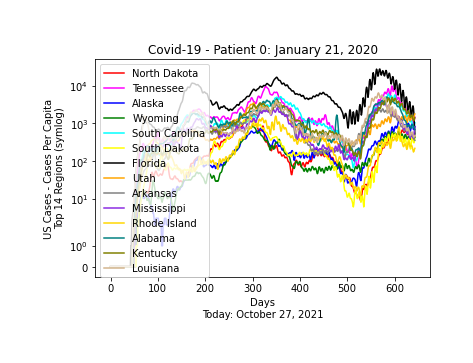 Covid-19 - Patient 0: January 21, 2020
US Cases - Cases Per Capita
Top 14 Regions (symlog)
10⁴
10³
10²
10¹
10⁰
0
North Dakota
Tennessee
Alaska
Wyoming
South Carolina
South Dakota
Florida
Utah
Arkansas
Mississippi
Rhode Island
Alabama
Kentucky
Louisiana
0 100 200 300 400 500 600
Days
Today: October 27, 2021